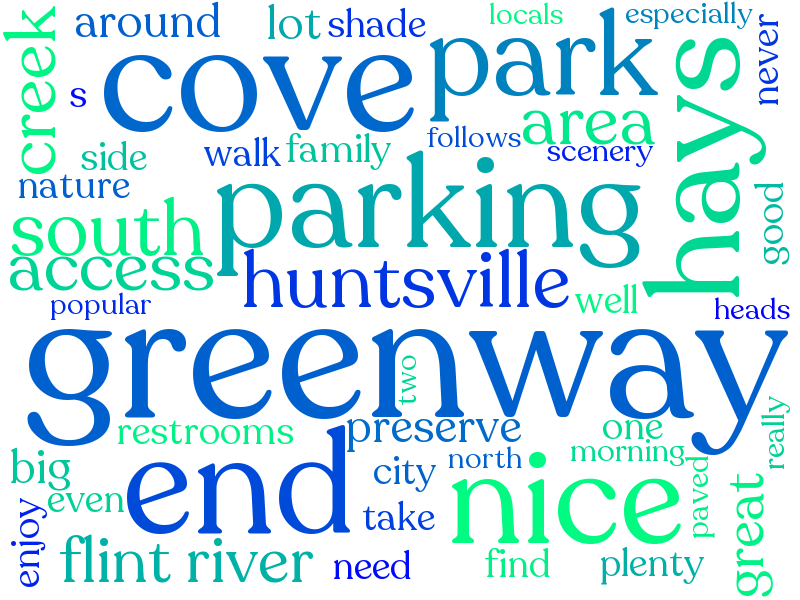 creek
around
lot
shade
locals
especially
never
s
cove
park
hays
side
walk
family
follows
area
scenery
nature
parking
good
south
access
huntsville
well
popular
heads
greenway
two
restrooms
preserve
one
really
big
end
city
north
morning
even
nice
paved
great
enjoy
take
flint river
need
find
plenty